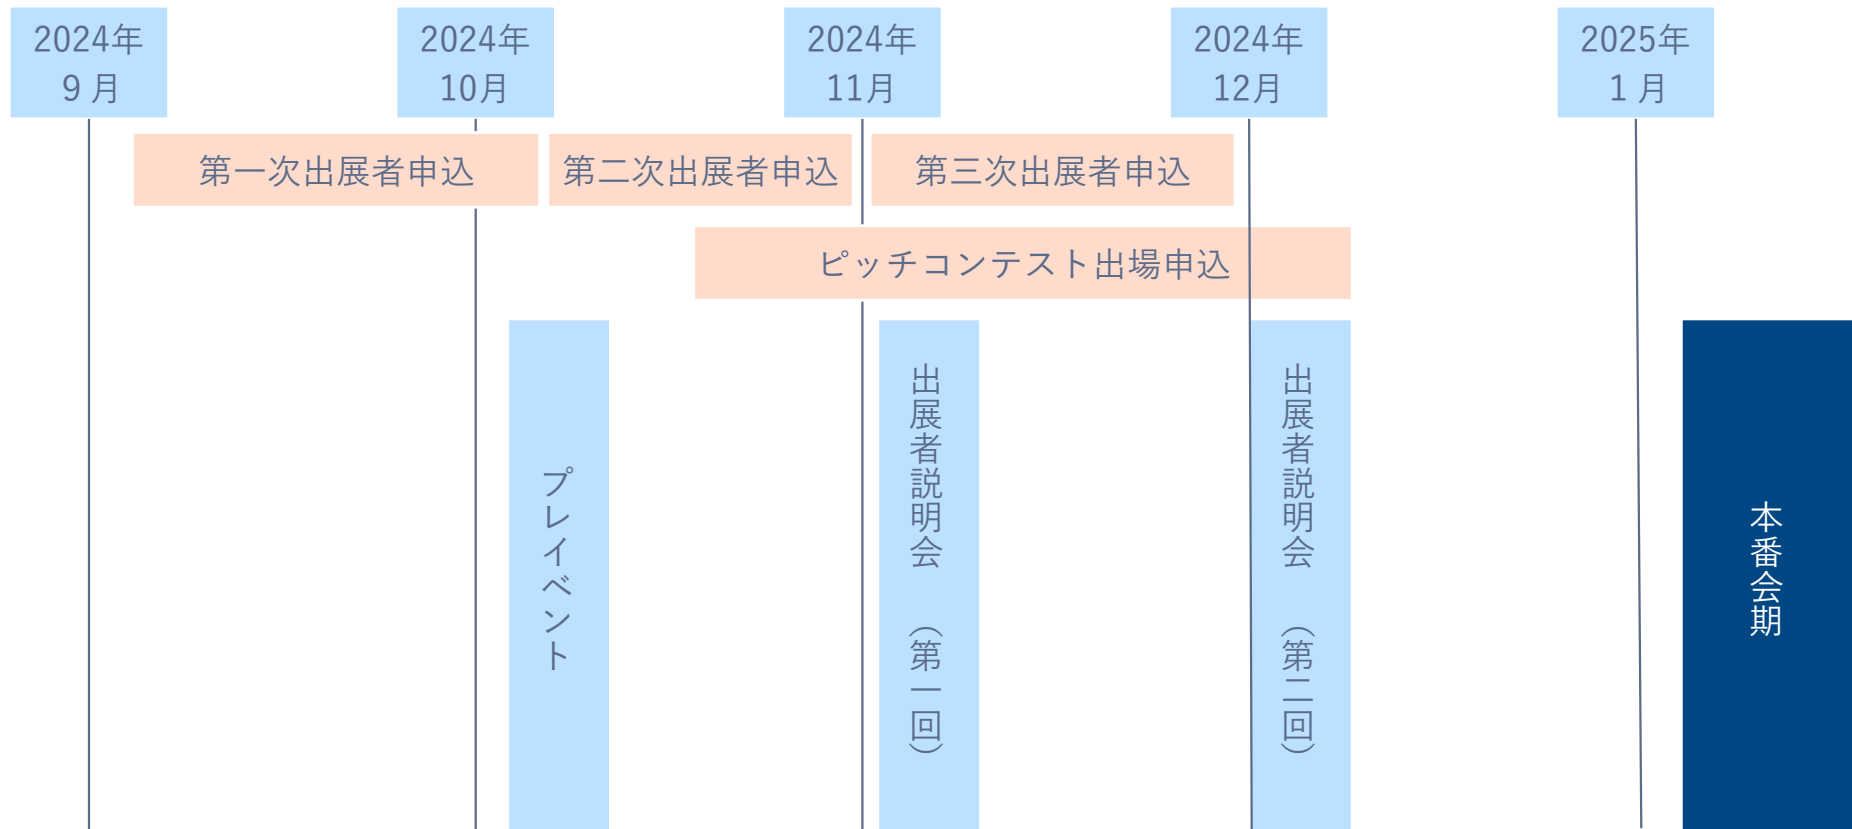 2024年
9 月
2024年
10月
2024年
11月
2024年
12月
2025年
1 月
第一次出展者申込
第二次出展者申込
第三次出展者申込
ピッチコンテスト出場申込
プレイベント
出展者説明会 (第一回)
出展者説明会 (第二回)
本番会期